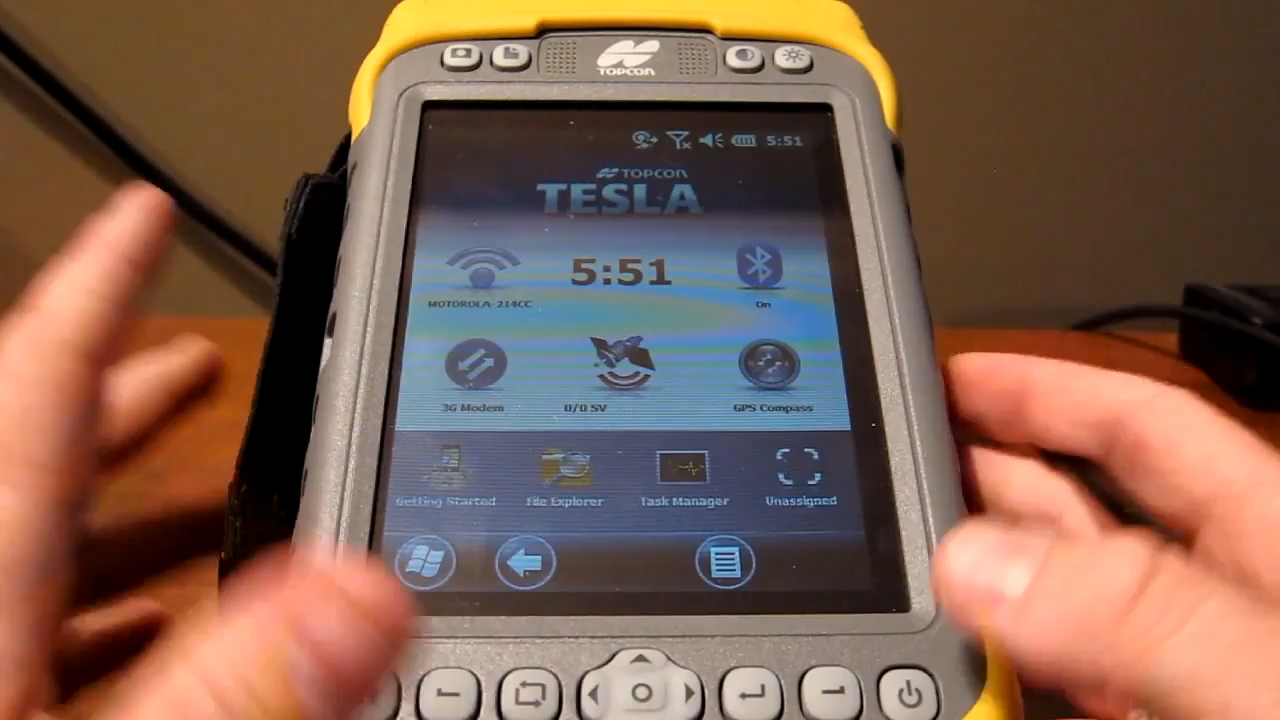 TOPCON
5:51
TOPCON
TESLA
5:51
MOTOROLA-214CC
On
3G Modem
0/0 SV
GPS Compass
Getting Started
File Explorer
Task Manager
Unassigned